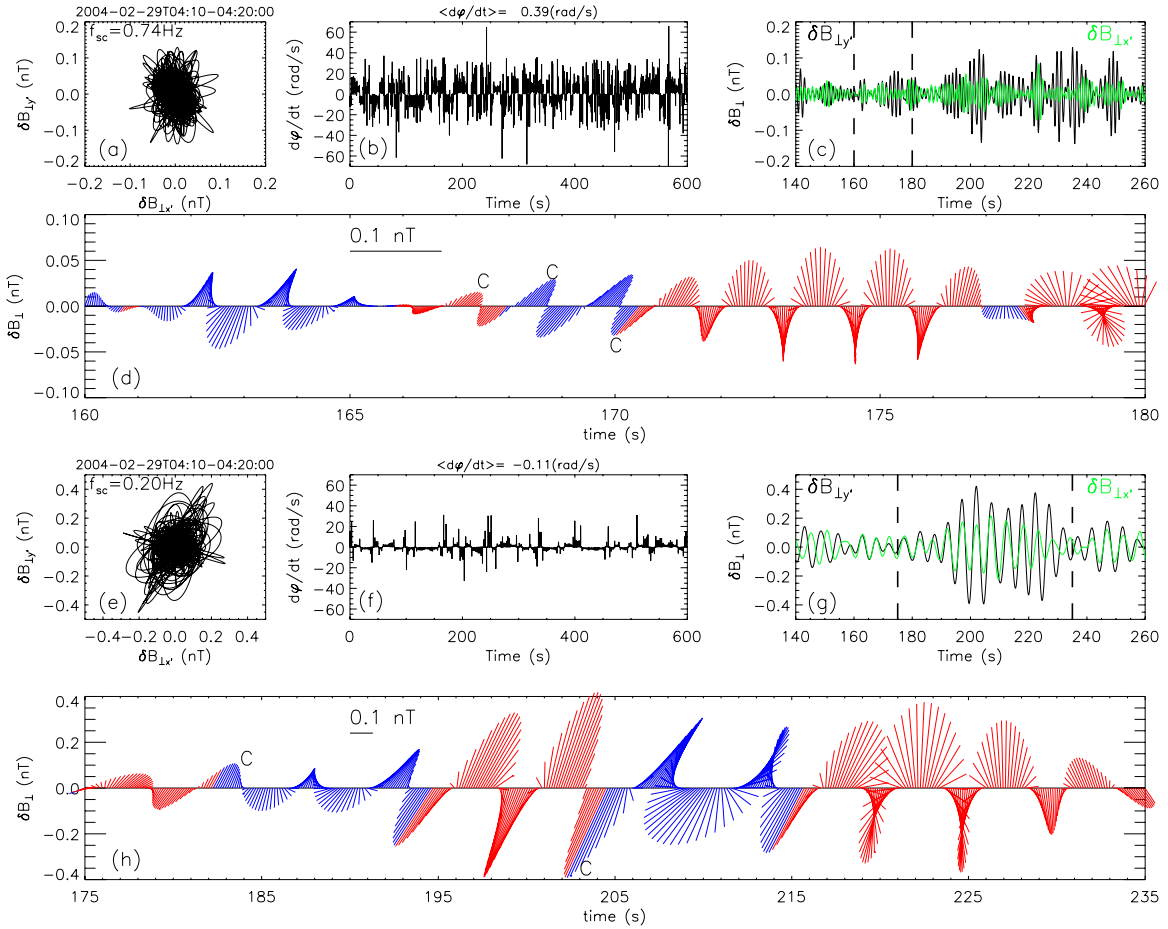 2004-02-29T04:10-04:20:00
f_sc=0.74Hz
δB⊥y' (nT)
0.2
0.1
0.0
-0.1
-0.2
(a)
-0.2 -0.1 0.0 0.1 0.2
δB⊥x' (nT)
<dφ/dt>= 0.39(rad/s)
dφ/dt (rad/s)
60
40
20
0
-20
-40
-60
(b)
0 200 400 600
Time (s)
δB⊥y' δB⊥x'
δB⊥ (nT)
0.2
0.1
0.0
-0.1
-0.2
(c)
140 160 180 200 220 240 260
Time (s)
δB⊥ (nT)
0.10
0.05
0.00
-0.05
-0.10
0.1 nT
C C
C
(d)
160 165 170 175 180
time (s)
2004-02-29T04:10-04:20:00
f_sc=0.20Hz
δB⊥y' (nT)
0.4
0.2
0.0
-0.2
-0.4
(e)
-0.4-0.2 0.0 0.2 0.4
δB⊥x' (nT)
<dφ/dt>= -0.11(rad/s)
dφ/dt (rad/s)
60
40
20
0
-20
-40
-60
(f)
0 200 400 600
Time (s)
δB⊥y' δB⊥x'
δB⊥ (nT)
0.4
0.2
0.0
-0.2
-0.4
(g)
140 160 180 200 220 240 260
Time (s)
δB⊥ (nT)
0.4
0.2
0.0
-0.2
-0.4
0.1 nT
C
C
(h)
175 185 195 205 215 225 235
time (s)